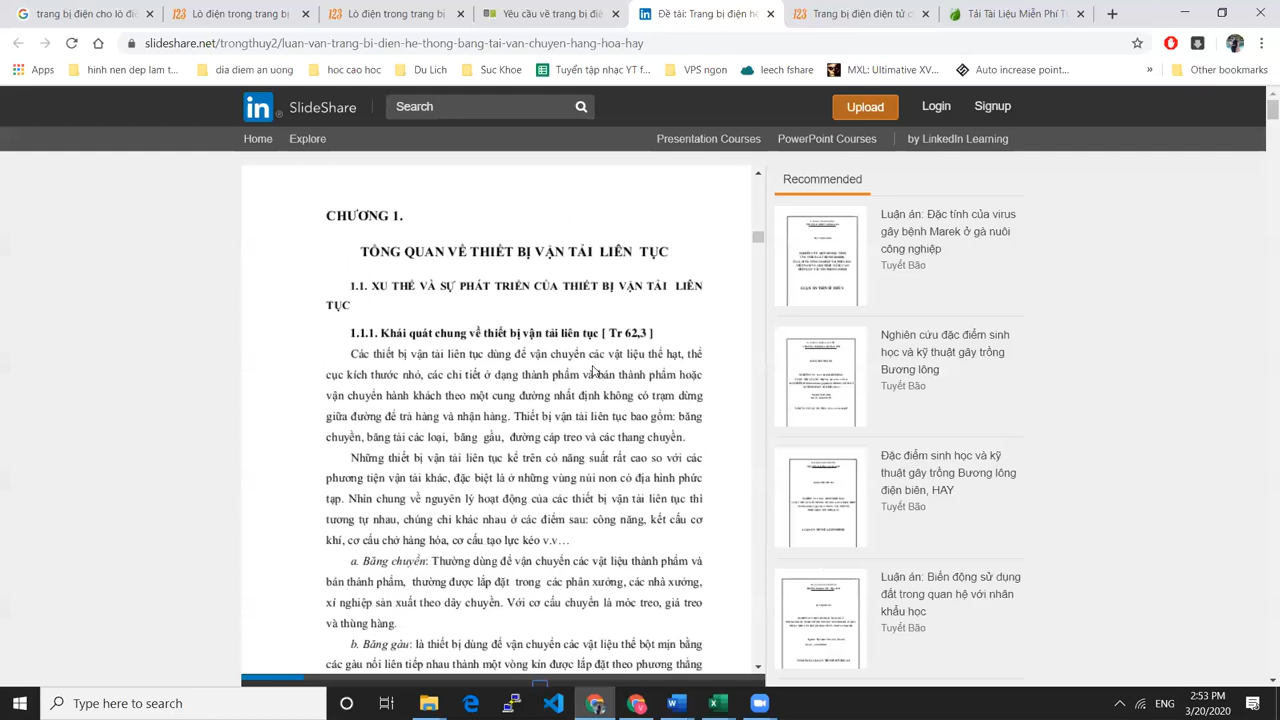 trang bị điện cho lò
Lò điện trong trang bị
Lò điện trong trang bị
Yêu cầu về trang bị điện
Đề tài: Trang bị điện hệ
Trang bị điện điện tử c
Tài Liệu Miễn Phí T
slideshare.net/trongthuy2/luan-van-trang-bi-dien-he-thong-bang-tai-van-chuyen-hang-hoa-hay
Apps
hinh nen dt, ram t...
dia diem an uong
hoc cao hoc
Du Lich
Suc Khoe
Tuyển tập nhạc YT f...
VPS ngon
leech fshare
MXL: Ultimative XV...
Auto increase point...
»
Other bookmarks
in SlideShare
Search
Upload
Login
Signup
Home
Explore
Presentation Courses
PowerPoint Courses
by LinkedIn Learning
CHƯƠNG 1.
TỔNG QUAN VỀ THIẾT BỊ VẬN TẢI LIÊN TỤC
1.1. XU THẾ VÀ SỰ PHÁT TRIỂN CỦA THIẾT BỊ VẬN TẢI LIÊN
TỤC
1.1.1. Khái quát chung về thiết bị vận tải liên tục [ Tr 62,3 ]
Các thiết bị vận tải liên tục dùng để vận chuyển các vật liệu thể hạt, thể
cục kích thước nhỏ, các chi tiết ở dạng thành phẩm và bán thành phẩm hoặc
vận chuyển hành khách theo một cung đường nhất định không có trạm dừng
giữa đường để trả hàng và nhận hàng. Thiết bị vận tải liên tục bao gồm: băng
chuyền, băng tải các loại, băng gầu, đường cáp treo và các thang chuyền.
Những thiết bị vận tải liên tục kể trên có năng suất rất cao so với các
phương tiện vận tải khác, đặc biệt là ở những vùng núi non có địa hình phức
tạp. Nhìn chung về nguyên lý hoạt động của các thiết bị vận tải liên tục thì
tương tự nhau, chúng chỉ khác nhau ở các điểm sau: công năng, kết cấu cơ
khí, cơ cấu chở hàng hóa, cơ cấu tạo lực kéo v.v…
a. Băng chuyền: Thường dùng để vận chuyển các vật liệu thành phẩm và
bán thành phẩm, thường được lắp đặt trong các phân xưởng, các nhà xưởng,
xí nghiệp sản xuất theo dây chuyền. Với cơ cấu chuyển là móc treo, giá treo
và thùng hàng.
là thiết bị dùng để vận chuyển các vật liệu thể bột mịn bằng
các gàu nối liên tiếp nhau thành một vòng kín được lắp đặt theo phương thẳng
Recommended
Luận án: Đặc tính của virus
gây bệnh Marek ở gà nuôi
công nghiệp
Tuyết Bão
Nghiên cứu đặc điểm sinh
học và kỹ thuật gây trồng
Bương lông
Tuyết Bão
Đặc điểm sinh học và kỹ
thuật gây trồng Bương lông
điện biên, HAY
Tuyết Bão
Luận án: Biến động sử dụng
đất trong quan hệ với nhân
khẩu học
Tuyết Bão
Type here to search
ENG
2:53 PM
3/20/2020